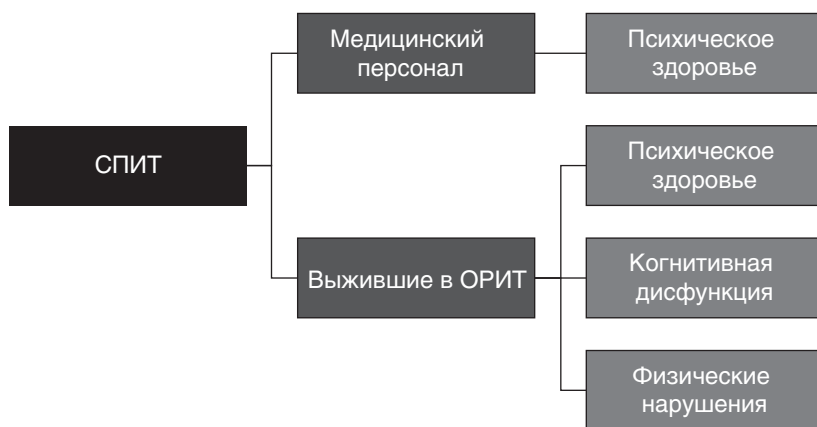 Медицинский
персонал
Психическое
здоровье
СПИТ
Психическое
здоровье
Выжившие в ОРИТ
Когнитивная
дисфункция
Физические
нарушения